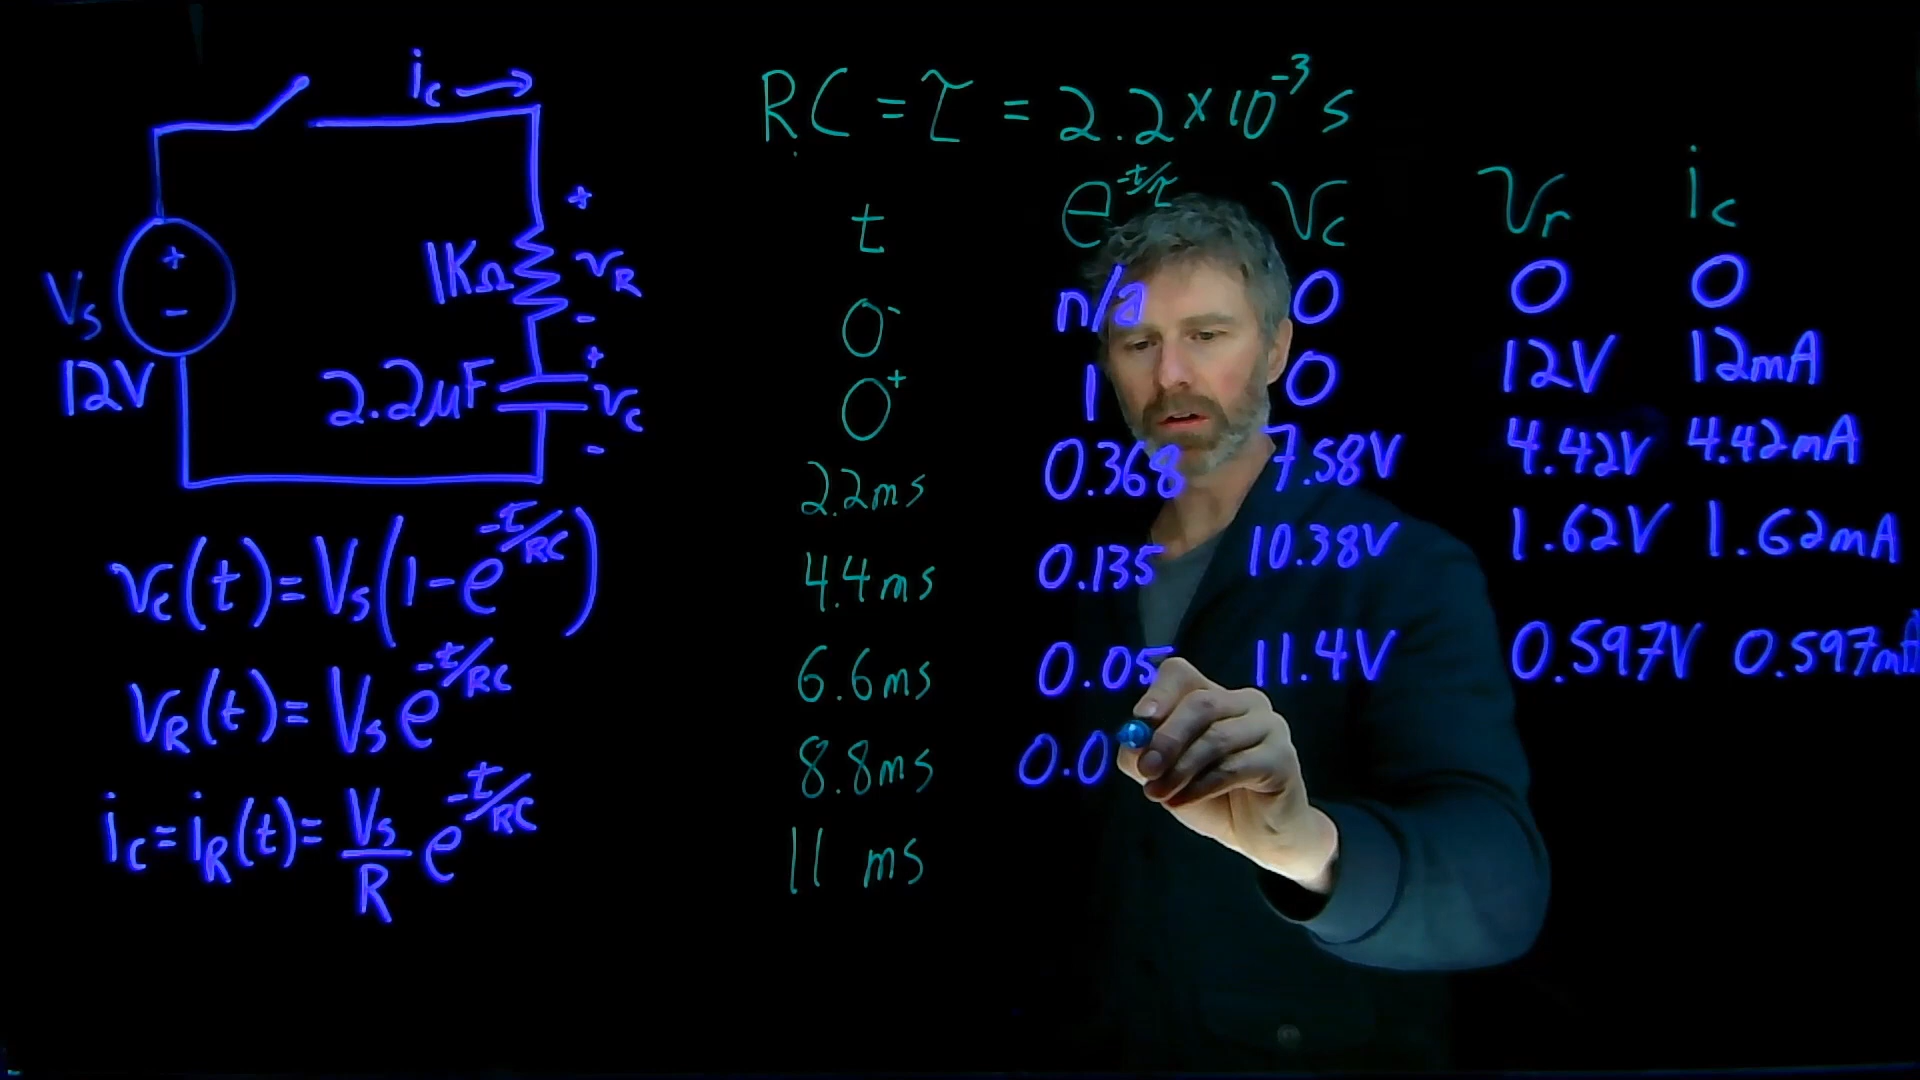 i_c →
V_s
12V
+
-
1KΩ
+
v_R
-
2.2μF
+
v_c
-
v_c(t)=V_s(1-e^{-t/RC})
v_R(t)=V_s e^{-t/RC}
i_c=i_R(t)=V_s/R e^{-t/RC}
RC=τ=2.2×10^{-3} s
t e^{-t/τ} v_c v_r i_c
0^- n/a 0 0 0
0^+ 1 0 12V 12mA
2.2ms 0.368 7.58V 4.42V 4.42mA
4.4ms 0.135 10.38V 1.62V 1.62mA
6.6ms 0.05 11.4V 0.597V 0.597mA
8.8ms 0.0
11 ms